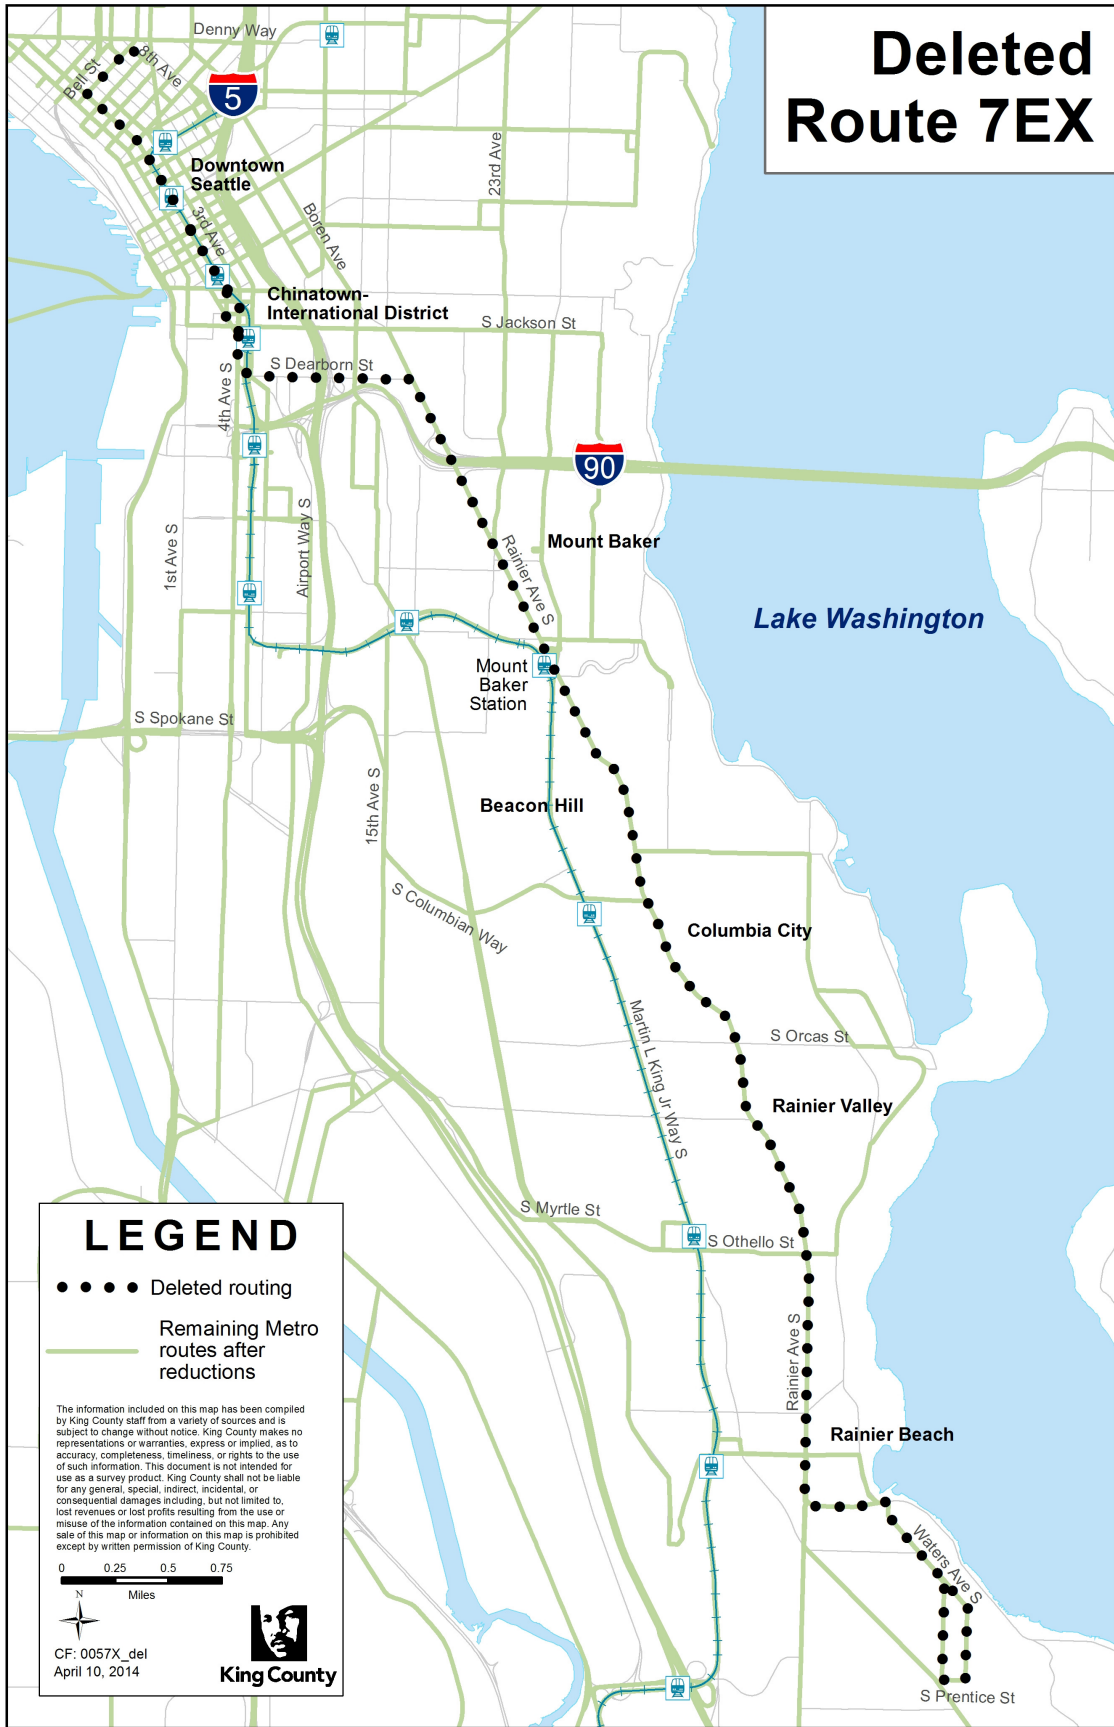 Deleted
Route 7EX
Denny Way
8th Ave
Bell St
5
Downtown
Seattle
23rd Ave
3rd Ave
Boren Ave
Chinatown-
International District
S Jackson St
S Dearborn St
4th Ave S
90
1st Ave S
Airport Way S
Rainier Ave S
Mount Baker
Lake Washington
Mount
Baker
Station
S Spokane St
15th Ave S
Beacon Hill
S Columbian Way
Columbia City
Martin L King Jr Way S
S Orcas St
Rainier Valley
S Myrtle St
S Othello St
Rainier Ave S
Rainier Beach
Waters Ave S
S Prentice St
LEGEND
Deleted routing
Remaining Metro
routes after
reductions
The information included on this map has been compiled
by King County staff from a variety of sources and is
subject to change without notice. King County makes no
representations or warranties, express or implied, as to
accuracy, completeness, timeliness, or rights to the use
of such information. This document is not intended for
use as a survey product. King County shall not be liable
for any general, special, indirect, incidental, or
consequential damages including, but not limited to,
lost revenues or lost profits resulting from the use or
misuse of the information contained on this map. Any
sale of this map or information on this map is prohibited
except by written permission of King County.
0 0.25 0.5 0.75
Miles
N
CF: 0057X_del
April 10, 2014
King County